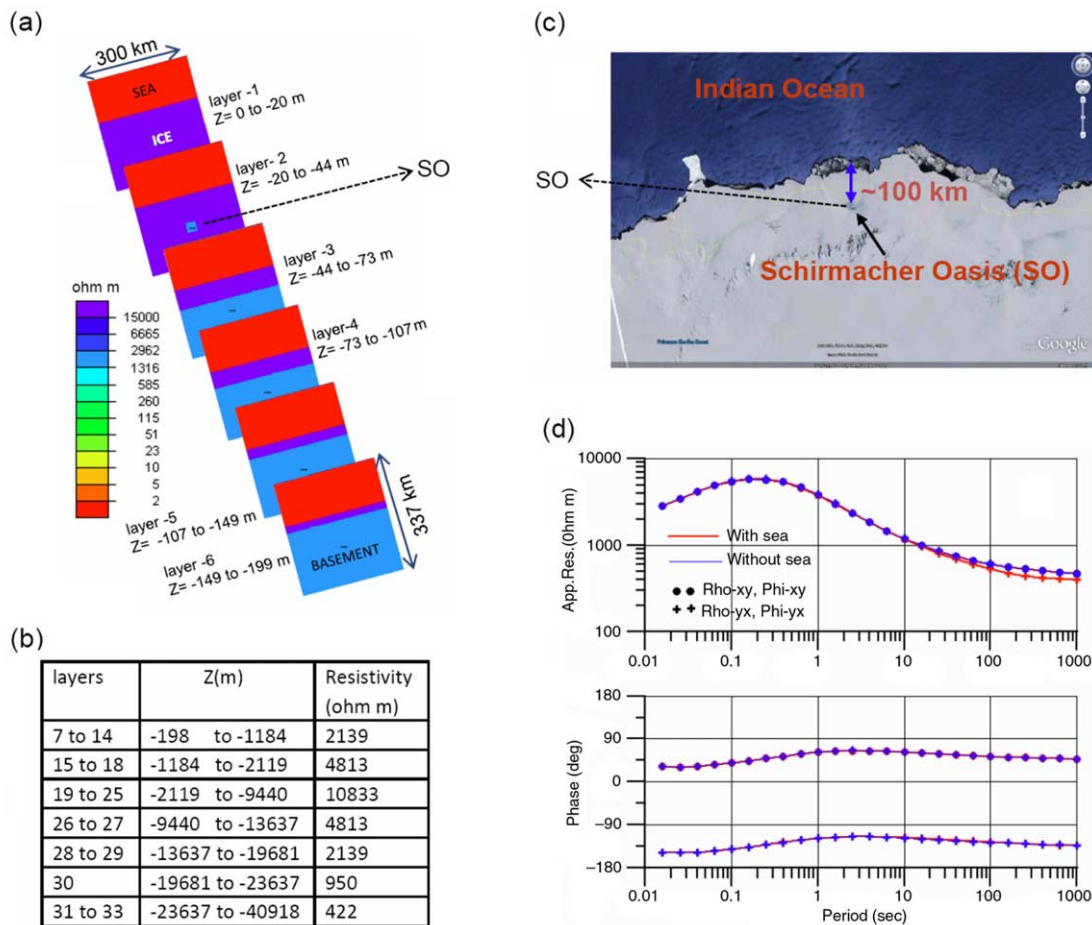 (a)
300 km
SEA
ICE
layer -1
Z= 0 to -20 m
layer- 2
Z= -20 to -44 m
SO
layer -3
Z= -44 to -73 m
layer-4
Z= -73 to -107 m
ohm m
15000
6665
2962
1316
585
260
115
51
23
10
5
2
layer -5
Z= -107 to -149 m
layer -6
Z= -149 to -199 m
BASEMENT
337 km
(b)
layers Z(m) Resistivity
(ohm m)
7 to 14 -198 to -1184 2139
15 to 18 -1184 to -2119 4813
19 to 25 -2119 to -9440 10833
26 to 27 -9440 to -13637 4813
28 to 29 -13637 to -19681 2139
30 -19681 to -23637 950
31 to 33 -23637 to -40918 422
(c)
Indian Ocean
SO
~100 km
Schirmacher Oasis (SO)
Google
(d)
App.Res.(Ohm m)
10000
1000
100
With sea
Without sea
Rho-xy, Phi-xy
Rho-yx, Phi-yx
0.01 0.1 1 10 100 1000
Phase (deg)
180
90
0
-90
-180
0.01 0.1 1 10 100 1000
Period (sec)